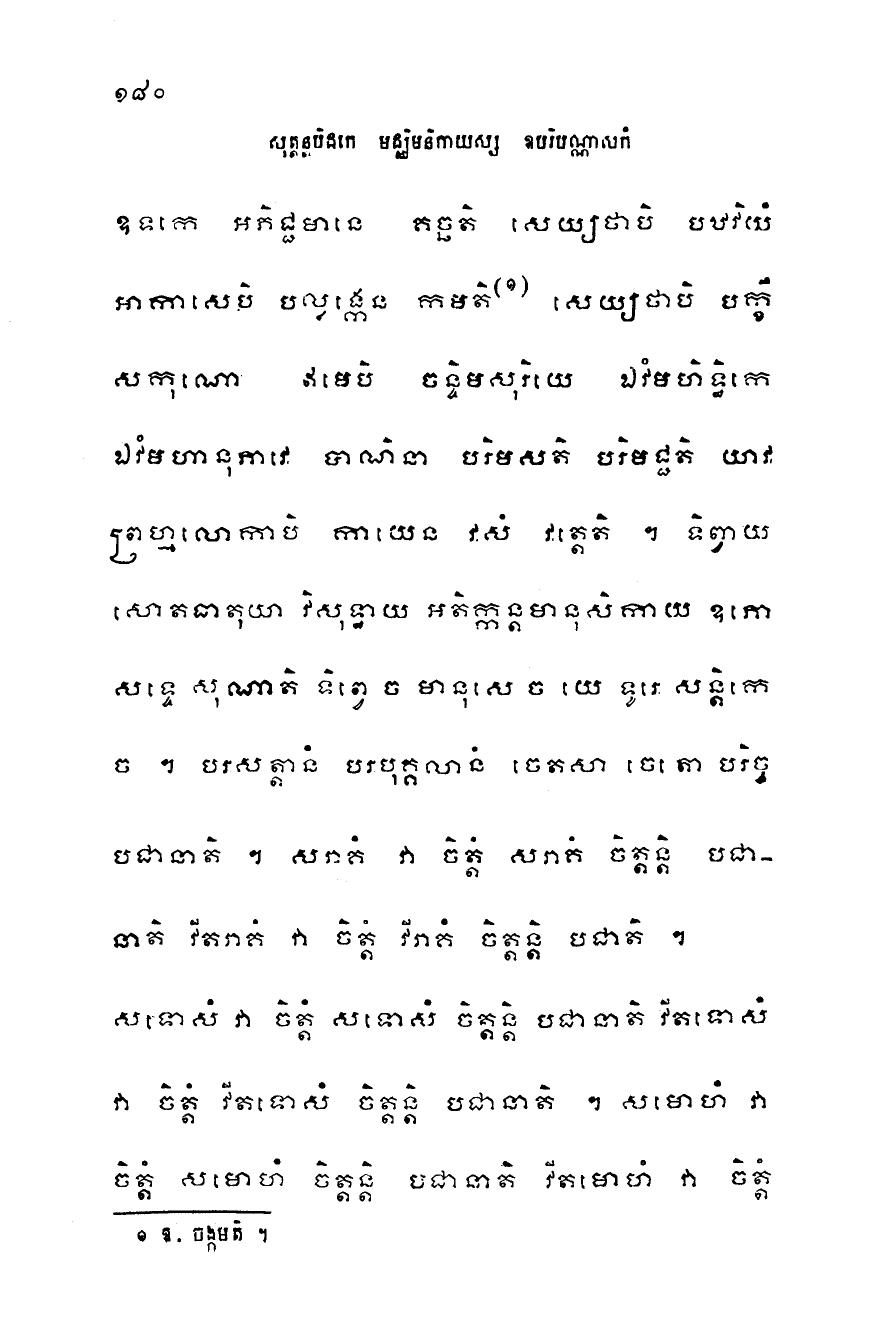 ១៨០
សុត្តន្តបិដកេ មជ្ឈិមនិកាយស្ស ឧបរិបណ្ណាសកំ
ឧទកេ អភិជ្ជមានេ គច្ឆតិ សេយ្យថាបិ បឋវិយំ
អាកាសេបិ បល្លង្កេន កមតិ(១) សេយ្យថាបិ បក្ខី
សកុណោ ឥមេបិ ចន្ទិមសុរិយេ ឯវំមហិទ្ធិកេ
ឯវំមហានុភាវេ បាណិនា បរិមសតិ បរិមជ្ជតិ យាវ
ព្រហ្មលោកាបិ កាយេន វសំ វត្តេតិ ។ ទិព្វាយ
សោតធាតុយា វិសុទ្ធាយ អតិក្កន្តមានុសិកាយ ឧភោ
សទ្ទេ សុណាតិ ទិព្វេ ច មានុសេ ច យេ ទូរេ សន្តិកេ
ច ។ បរសត្តានំ បរបុគ្គលានំ ចេតសា ចេតោ បរិច្ច
បជានាតិ ។ សរាគំ វា ចិត្តំ សរាគំ ចិត្តន្តិ បជា-
នាតិ វីតរាគំ វា ចិត្តំ វីរាគំ ចិត្តន្តិ បជាតិ ។
សទោសំ វា ចិត្តំ សទោសំ ចិត្តន្តិ បជានាតិ វីតទោសំ
វា ចិត្តំ វីតទោសំ ចិត្តន្តិ បជានាតិ ។ សមោហំ វា
ចិត្តំ សមោហំ ចិត្តន្តិ បជានាតិ វីតមោហំ វា ចិត្តំ
១ ឱ. ចង្កមតិ ។